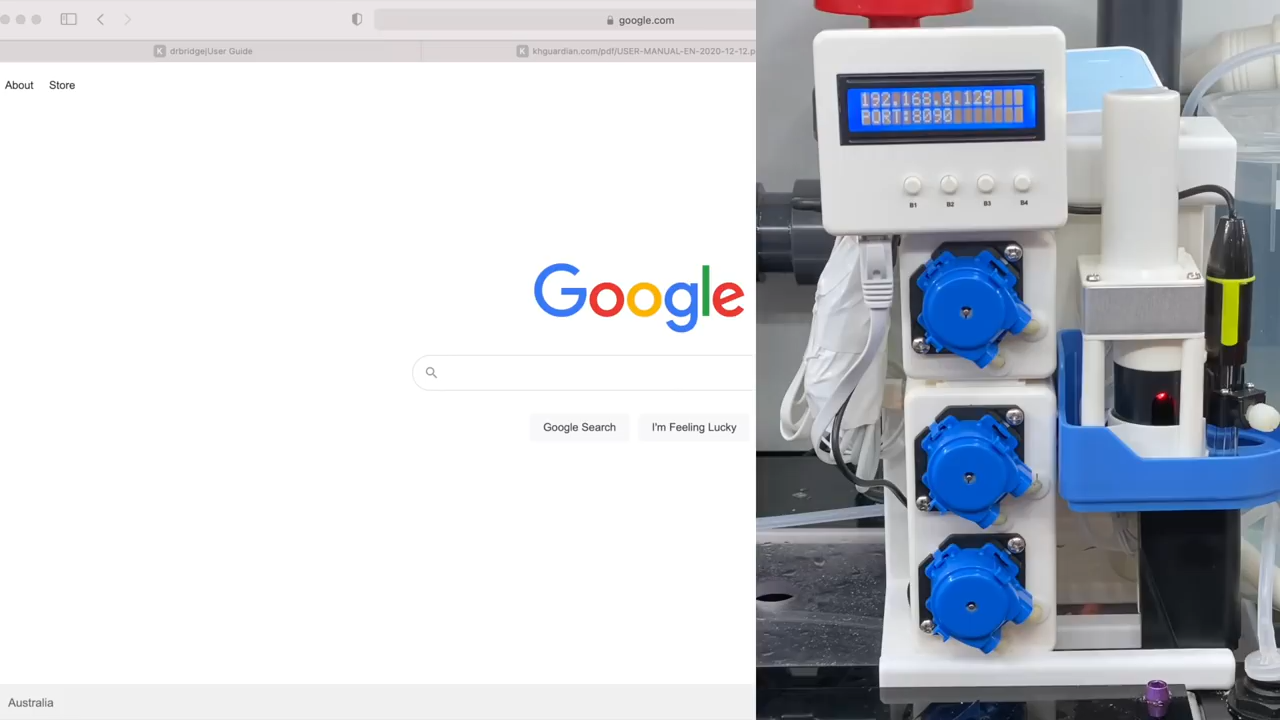 google.com
drbridge|User Guide
khguardian.com/pdf/USER-MANUAL-EN-2020-12-12.p
About Store
Google
Google Search I'm Feeling Lucky
Australia
192.168.0.129
PORT:8090
B1 B2 B3 B4